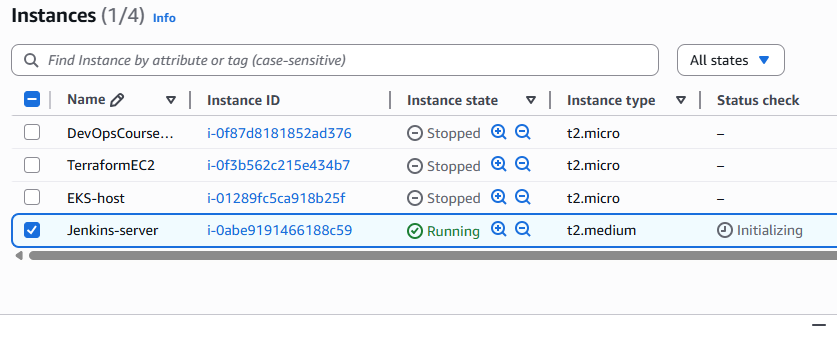 Instances (1/4) Info
Find Instance by attribute or tag (case-sensitive) All states
Name Instance ID Instance state Instance type Status check
DevOpsCourse... i-0f87d8181852ad376 Stopped t2.micro –
TerraformEC2 i-0f3b562c215e434b7 Stopped t2.micro –
EKS-host i-01289fc5ca918b25f Stopped t2.micro –
Jenkins-server i-0abe9191466188c59 Running t2.medium Initializing